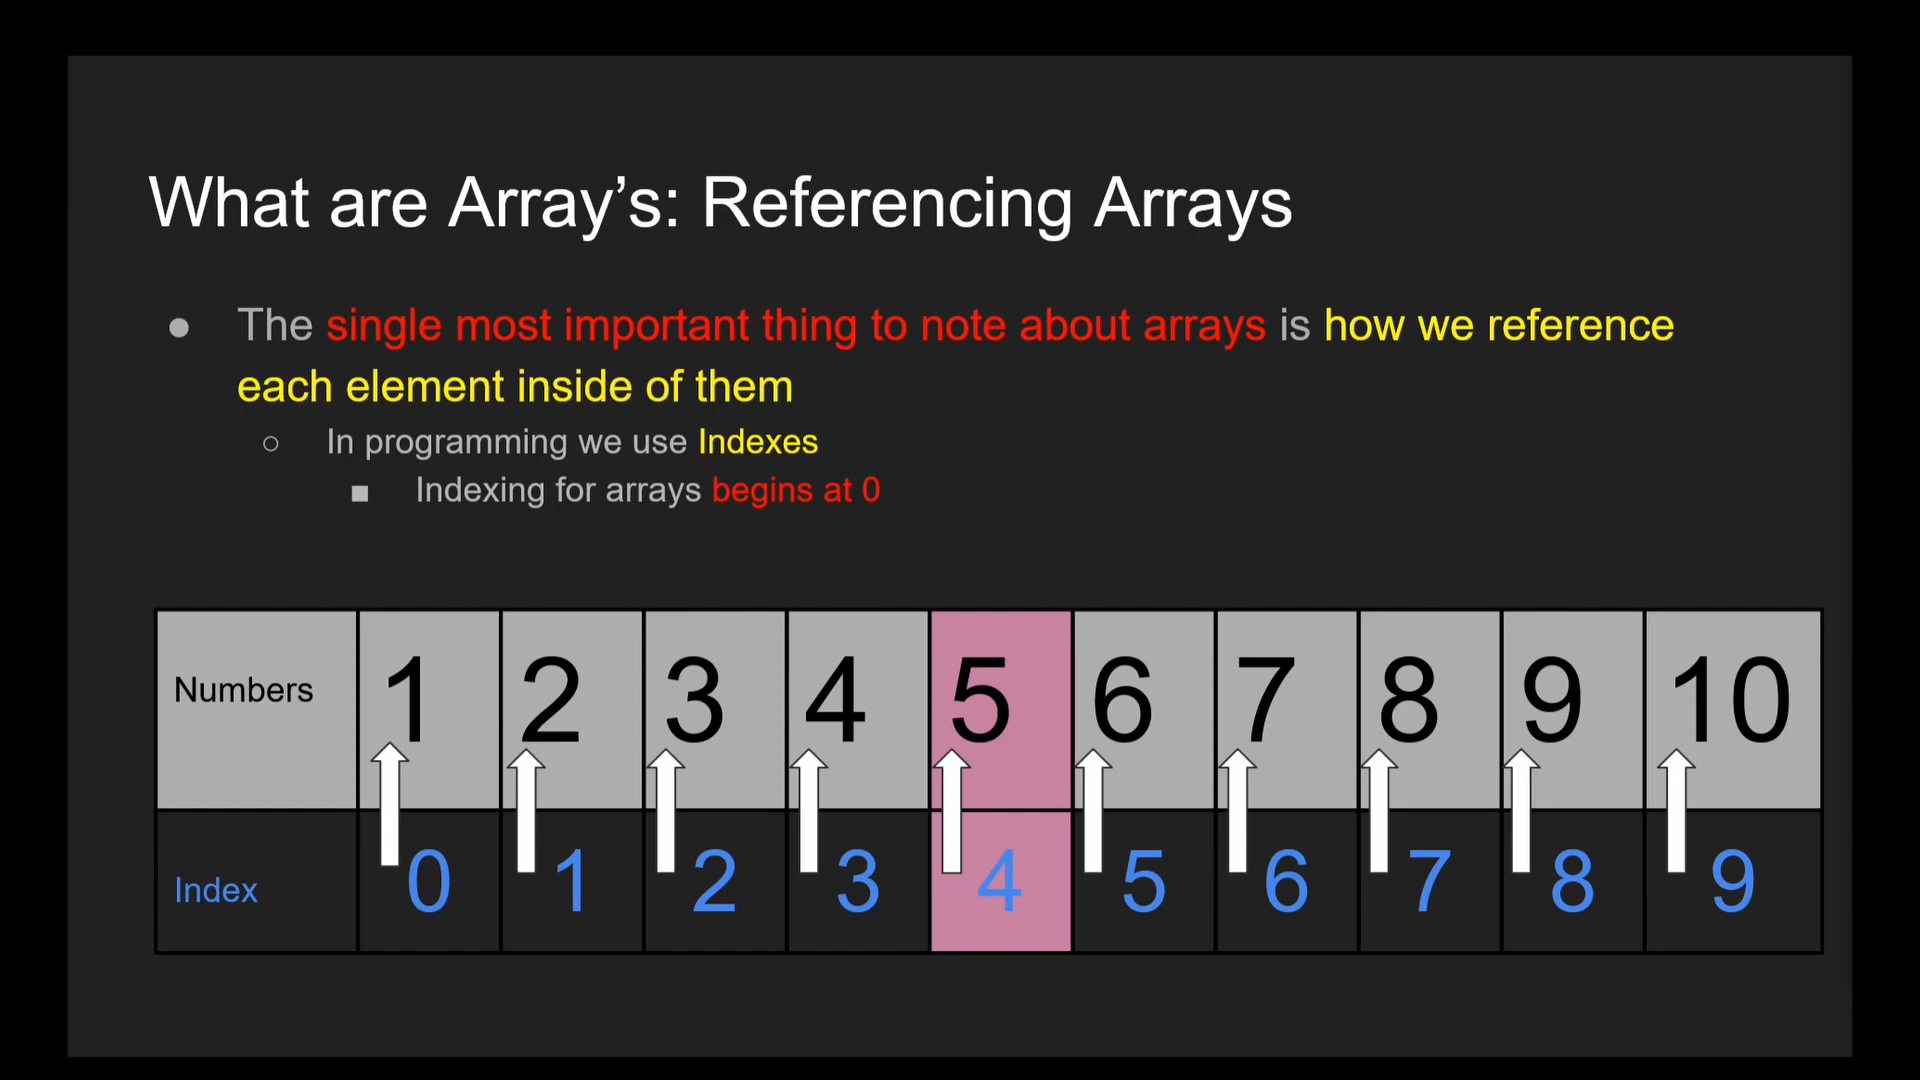 What are Array’s: Referencing Arrays
● The single most important thing to note about arrays is how we reference
each element inside of them
○ In programming we use Indexes
■ Indexing for arrays begins at 0
Numbers 1 2 3 4 5 6 7 8 9 10
Index 0 1 2 3 4 5 6 7 8 9